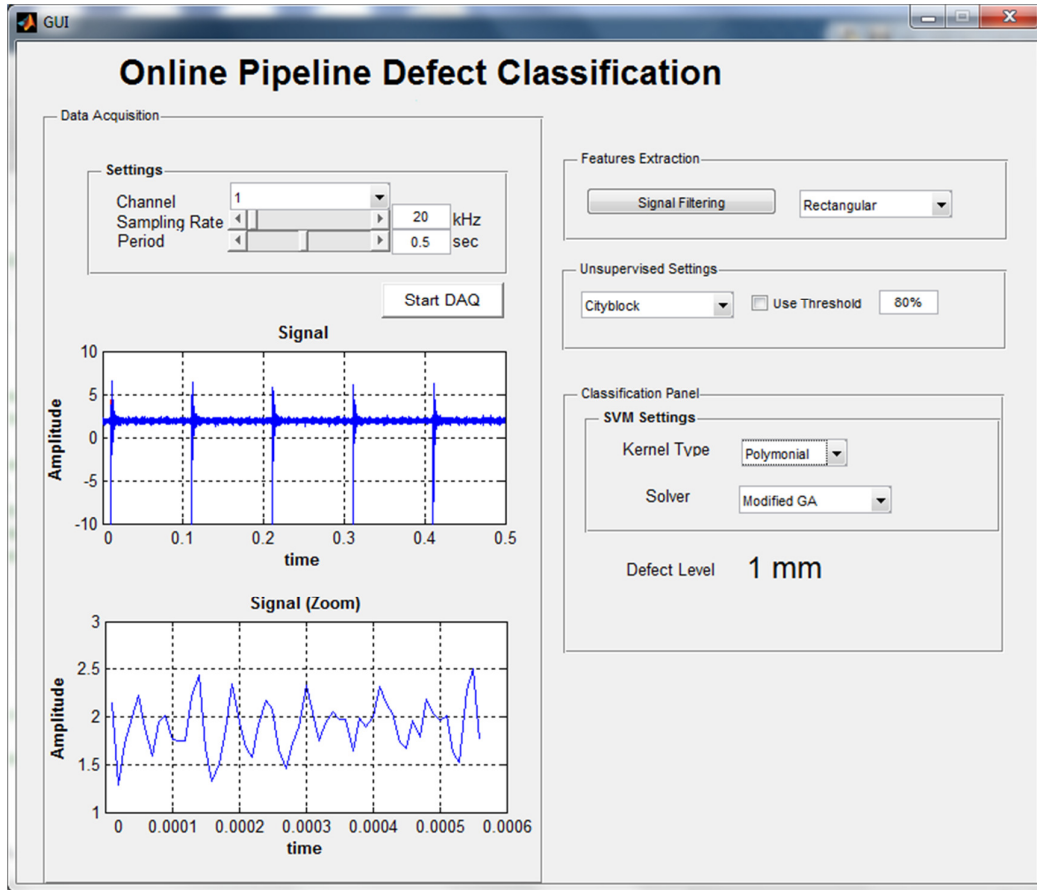 GUI
Online Pipeline Defect Classification
Data Acquisition
Settings
Channel 1
Sampling Rate 20 kHz
Period 0.5 sec
Start DAQ
Signal
10
5
0
-5
-10
Amplitude
0 0.1 0.2 0.3 0.4 0.5
time
Signal (Zoom)
3
2.5
2
1.5
1
Amplitude
0 0.0001 0.0002 0.0003 0.0004 0.0005 0.0006
time
Features Extraction
Signal Filtering Rectangular
Unsupervised Settings
Cityblock Use Threshold 80%
Classification Panel
SVM Settings
Kernel Type Polymonial
Solver Modified GA
Defect Level 1 mm